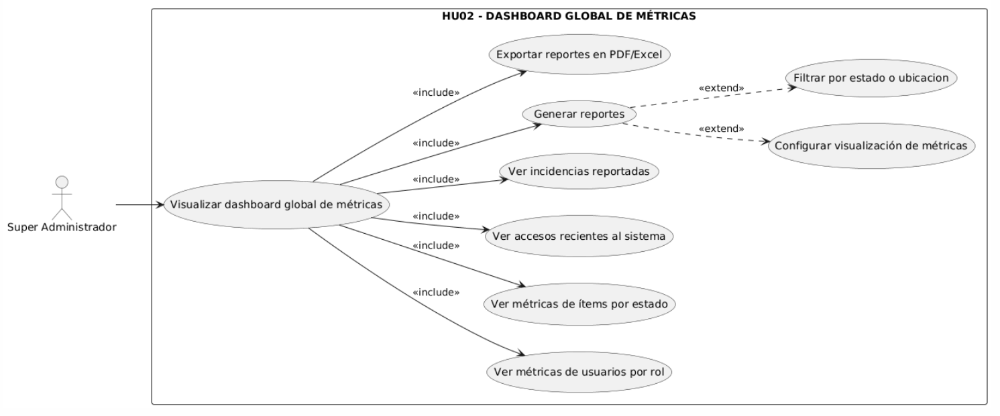 HU02 - DASHBOARD GLOBAL DE MÉTRICAS
Exportar reportes en PDF/Excel
Filtrar por estado o ubicacion
«extend»
«include»
Generar reportes
«extend»
«include»
Configurar visualización de métricas
Ver incidencias reportadas
«include»
Visualizar dashboard global de métricas
Super Administrador
«include»
Ver accesos recientes al sistema
«include»
Ver métricas de ítems por estado
«include»
Ver métricas de usuarios por rol